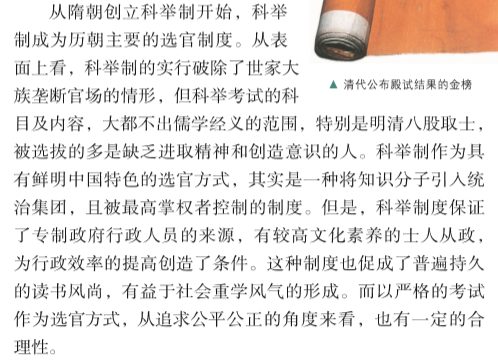 从隋朝创立科举制开始，科举
制成为历朝主要的选官制度。从表
面上看，科举制的实行破除了世家大
族垄断官场的情形，但科举考试的科
▲ 清代公布殿试结果的金榜
目及内容，大都不出儒学经义的范围，特别是明清八股取士，
被选拔的多是缺乏进取精神和创造意识的人。科举制作为具
有鲜明中国特色的选官方式，其实是一种将知识分子引入统
治集团，且被最高掌权者控制的制度。但是，科举制度保证
了专制政府行政人员的来源，有较高文化素养的士人从政，
为行政效率的提高创造了条件。这种制度也促成了普遍持久
的读书风尚，有益于社会重学风气的形成。而以严格的考试
作为选官方式，从追求公平公正的角度来看，也有一定的合
理性。